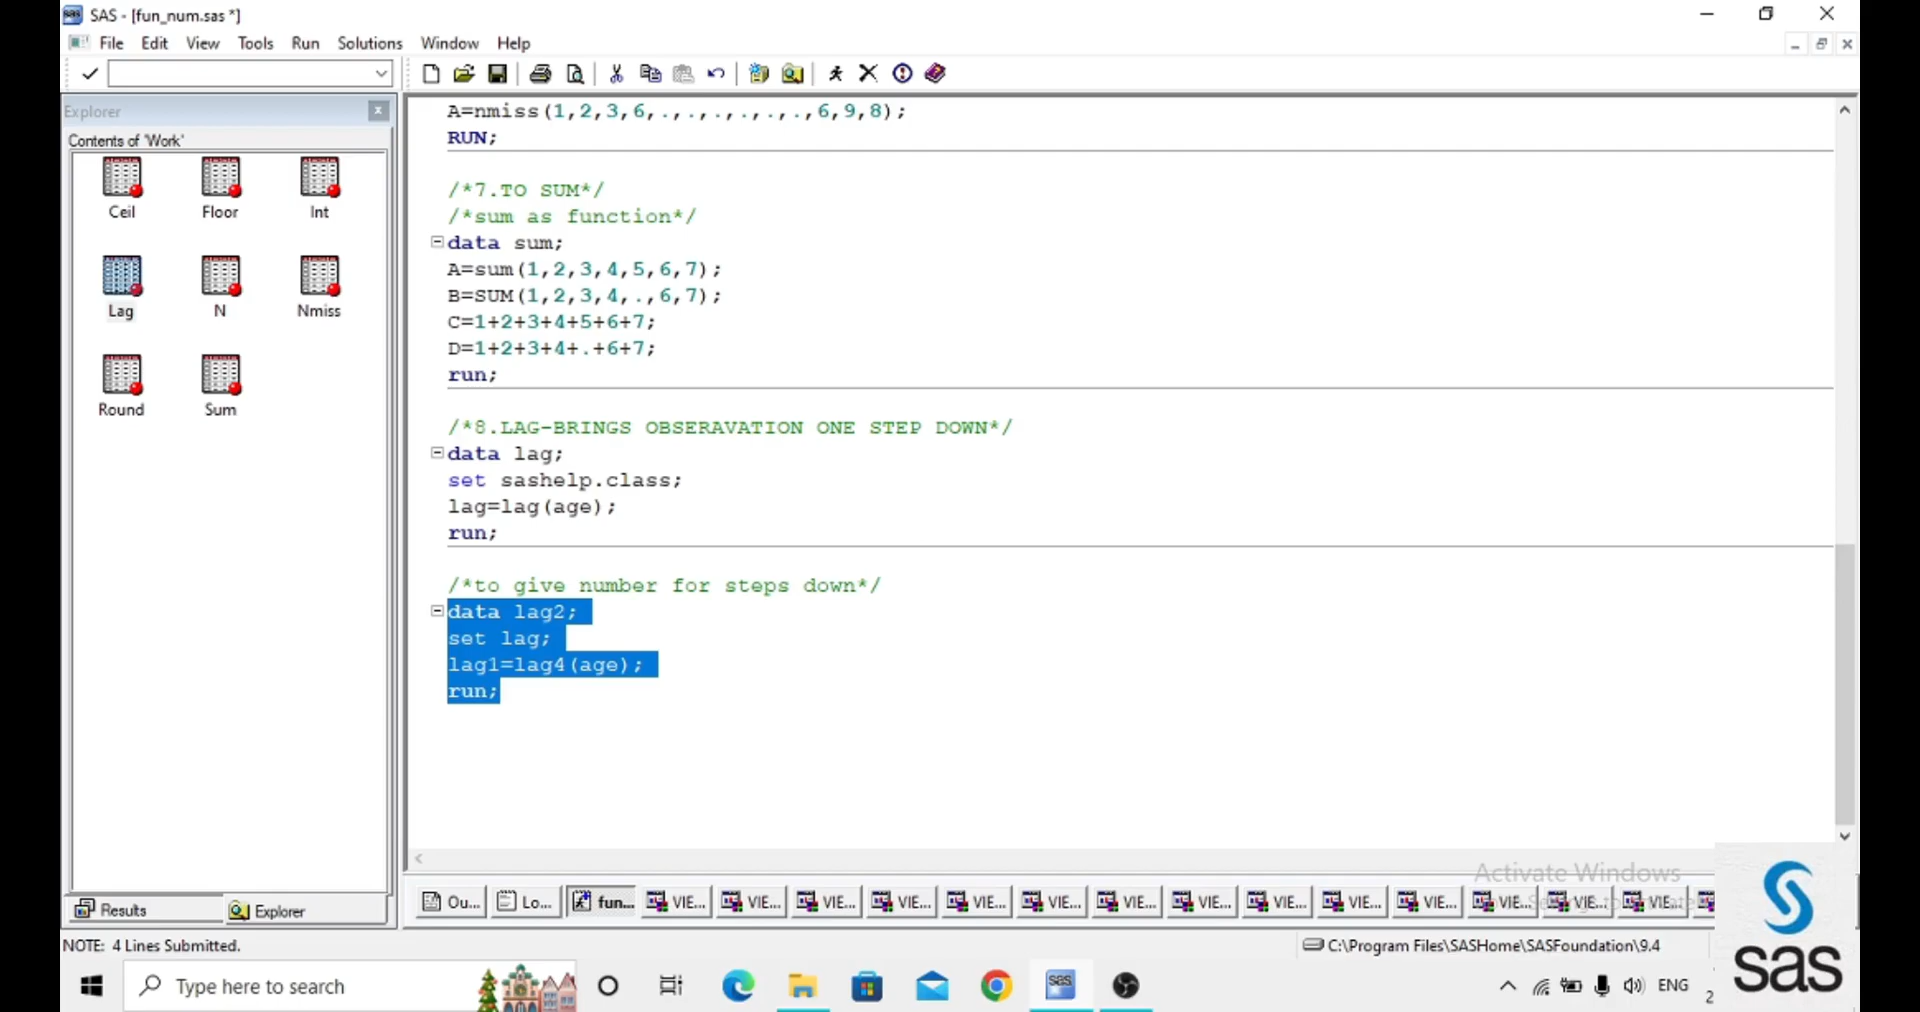 SAS - [fun_num.sas *]
File Edit View Tools Run Solutions Window Help
Explorer
Contents of 'Work'
Ceil Floor Int
Lag N Nmiss
Round Sum
A=nmiss(1,2,3,6,.,.,.,.,.,.,6,9,8);
RUN;
/*7.TO SUM*/
/*sum as function*/
data sum;
A=sum(1,2,3,4,5,6,7);
B=SUM(1,2,3,4,.,6,7);
C=1+2+3+4+5+6+7;
D=1+2+3+4+.+6+7;
run;
/*8.LAG-BRINGS OBSERAVATION ONE STEP DOWN*/
data lag;
set sashelp.class;
lag=lag(age);
run;
/*to give number for steps down*/
data lag2;
set lag;
lag1=lag4(age);
run;
Activate Windows
Results Explorer
Ou... Lo... fun... VIE... VIE... VIE... VIE... VIE... VIE... VIE... VIE... VIE... VIE... VIE... VIE... VIE... VIE...
NOTE: 4 Lines Submitted.
C:\Program Files\SASHome\SASFoundation\9.4
Type here to search
sas
ENG
2
sas